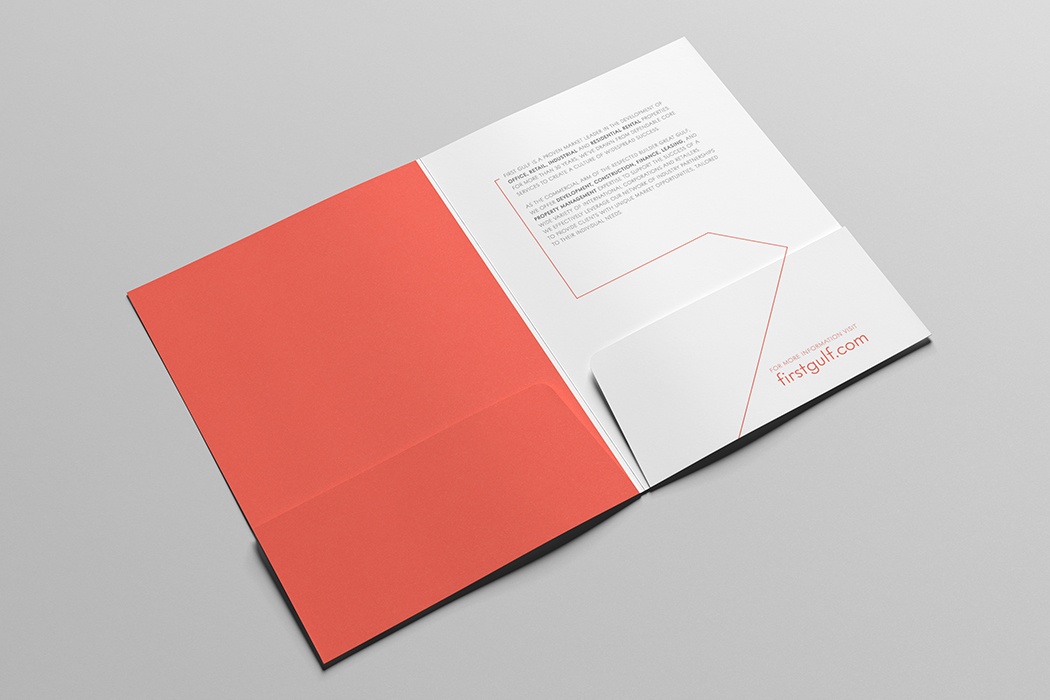 FIRST GULF IS A PROVEN MARKET LEADER IN THE DEVELOPMENT OF
OFFICE, RETAIL, INDUSTRIAL AND RESIDENTIAL RENTAL PROPERTIES.
FOR MORE THAN 30 YEARS, WE'VE DRAWN FROM DEPENDABLE CORE
SERVICES TO CREATE A CULTURE OF WIDESPREAD SUCCESS.
AS THE COMMERCIAL ARM OF THE RESPECTED BUILDER GREAT GULF,
WE OFFER DEVELOPMENT, CONSTRUCTION, FINANCE, LEASING, AND
PROPERTY MANAGEMENT EXPERTISE TO SUPPORT THE SUCCESS OF A
WIDE VARIETY OF INTERNATIONAL CORPORATIONS AND RETAILERS.
WE EFFECTIVELY LEVERAGE OUR NETWORK OF INDUSTRY PARTNERSHIPS
TO PROVIDE CLIENTS WITH UNIQUE MARKET OPPORTUNITIES, TAILORED
TO THEIR INDIVIDUAL NEEDS.
FOR MORE INFORMATION VISIT
firstgulf.com